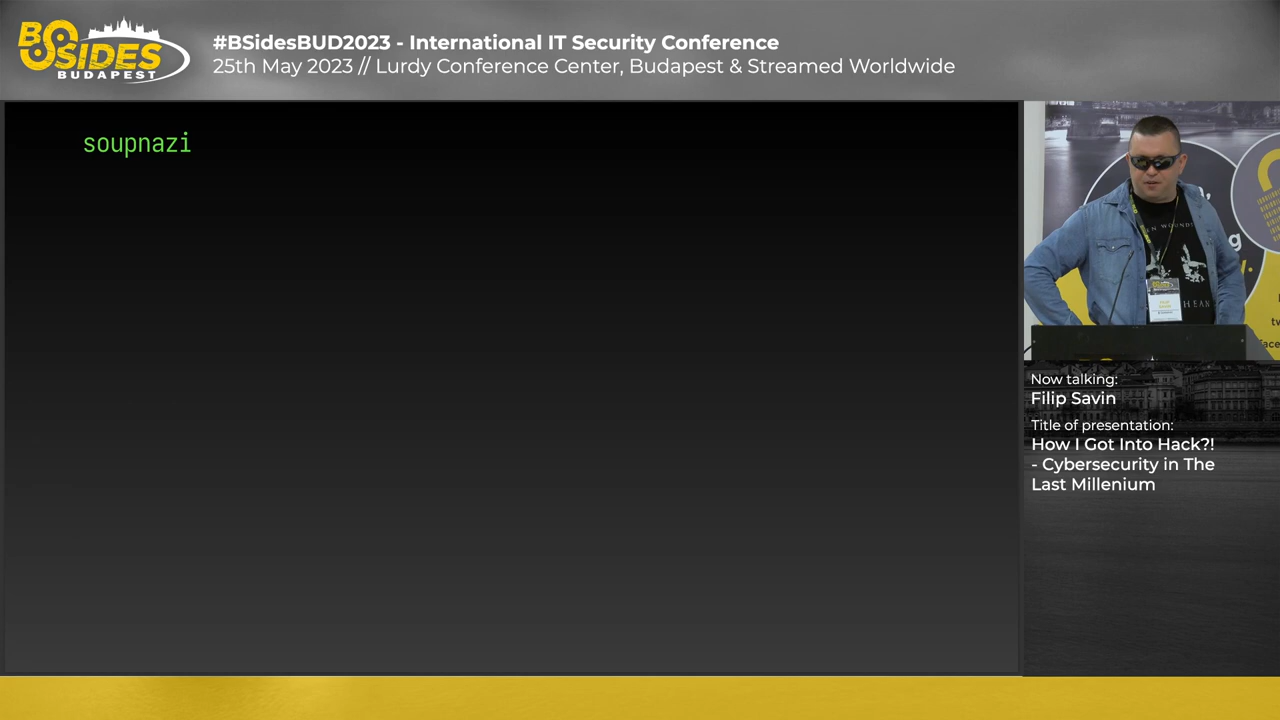 BSIDES
BUDAPEST
#BSidesBUD2023 - International IT Security Conference
25th May 2023 // Lurdy Conference Center, Budapest & Streamed Worldwide
soupnazi
Now talking:
Filip Savin
Title of presentation:
How I Got Into Hack?!
- Cybersecurity in The
Last Millenium